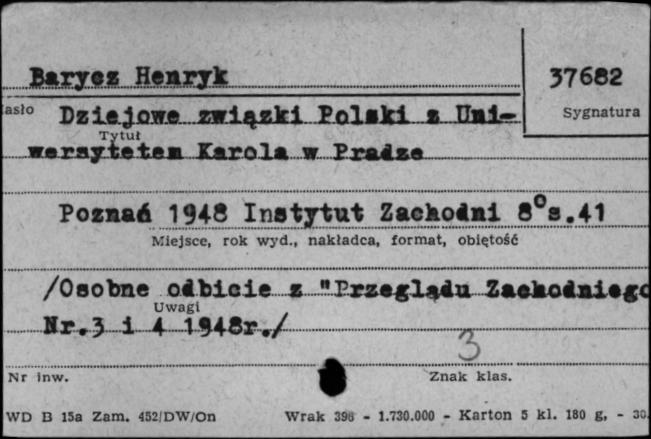 Barycz Henryk
37682
asło Dziejowe związki Polski z Uni-
Sygnatura
Tytuł
wersytetem Karola w Pradze
Poznań 1948 Instytut Zachodni 8°s.41
Miejsce, rok wyd., nakładca, format, objętość
/Osobne odbicie z "Przeglądu Zachodniego
Uwagi
Nr.3 i 4 1948r./
3
Nr inw.
Znak klas.
WD B 15a Zam. 452/DW/On Wrak 396 - 1.730.000 - Karton 5 kl. 180 g, - 30.